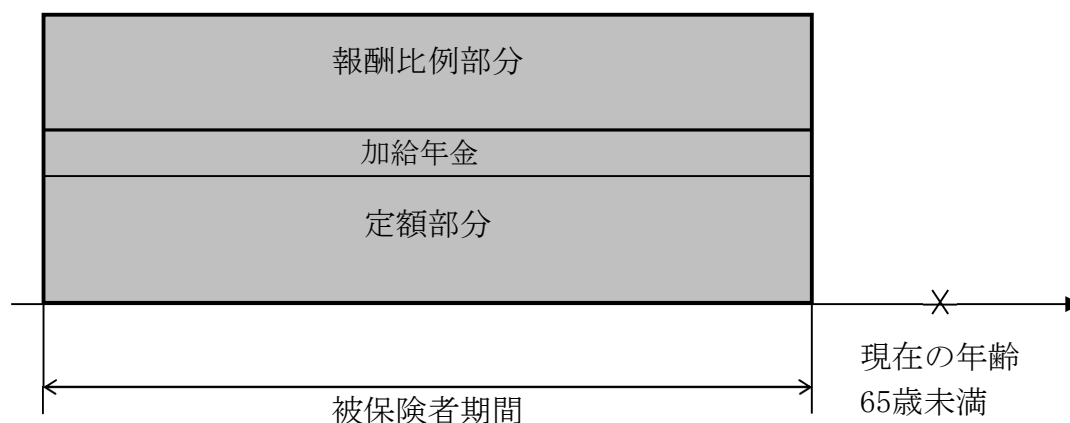 報酬比例部分
加給年金
定額部分
現在の年齢
65歳未満
被保険者期間